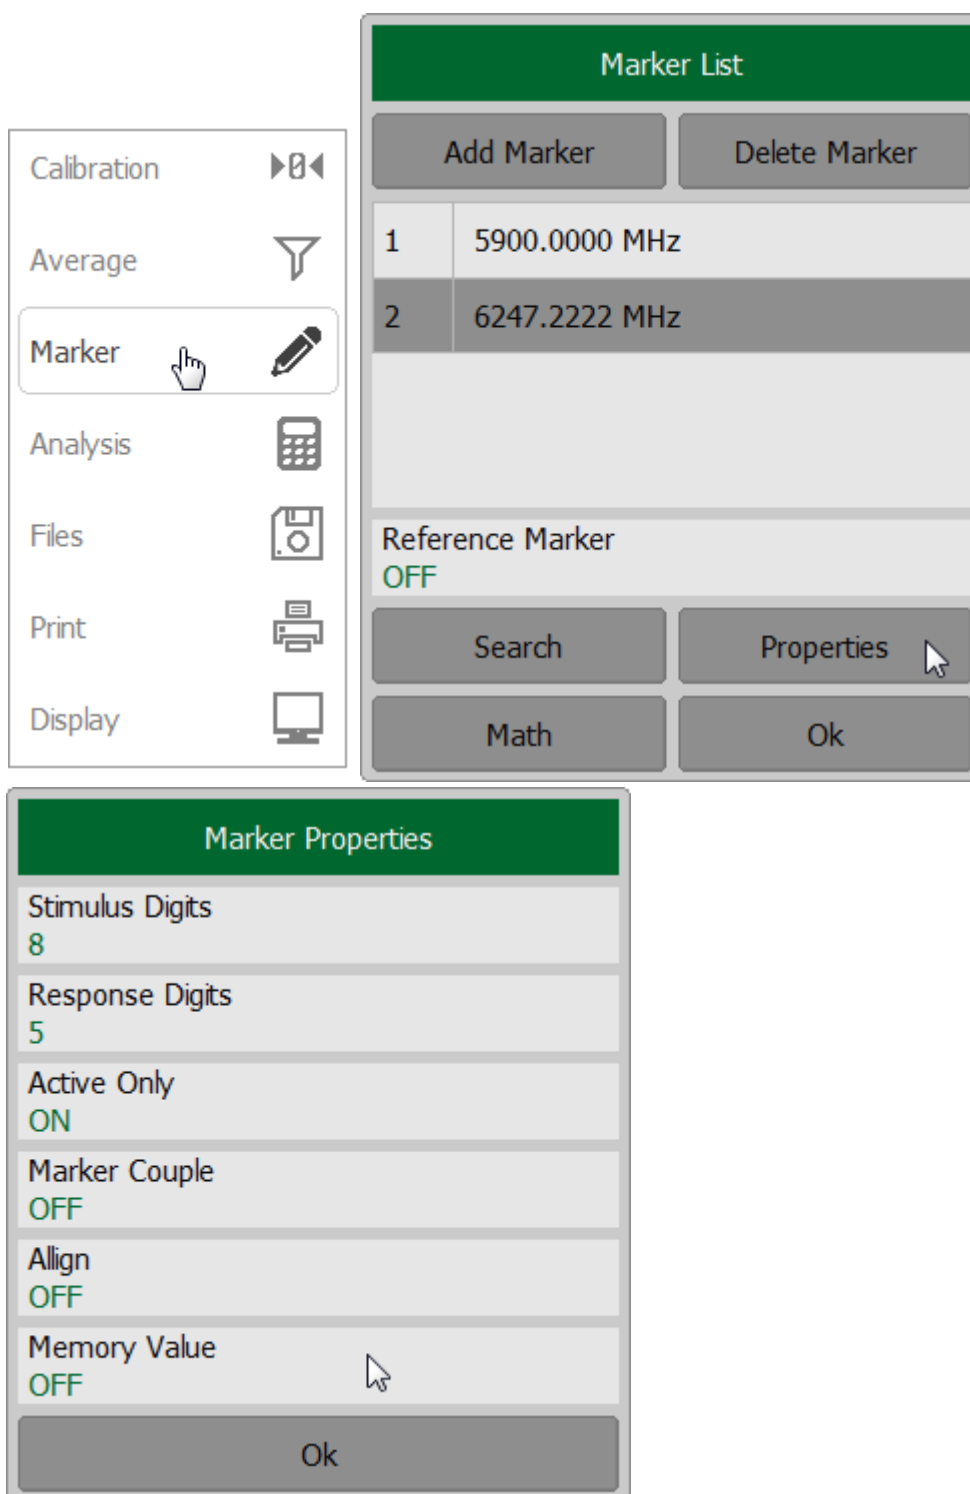 Calibration
Average
Marker
Analysis
Files
Print
Display
Marker List
Add Marker
Delete Marker
1 5900.0000 MHz
2 6247.2222 MHz
Reference Marker
OFF
Search
Properties
Math
Ok
Marker Properties
Stimulus Digits
8
Response Digits
5
Active Only
ON
Marker Couple
OFF
Allign
OFF
Memory Value
OFF
Ok